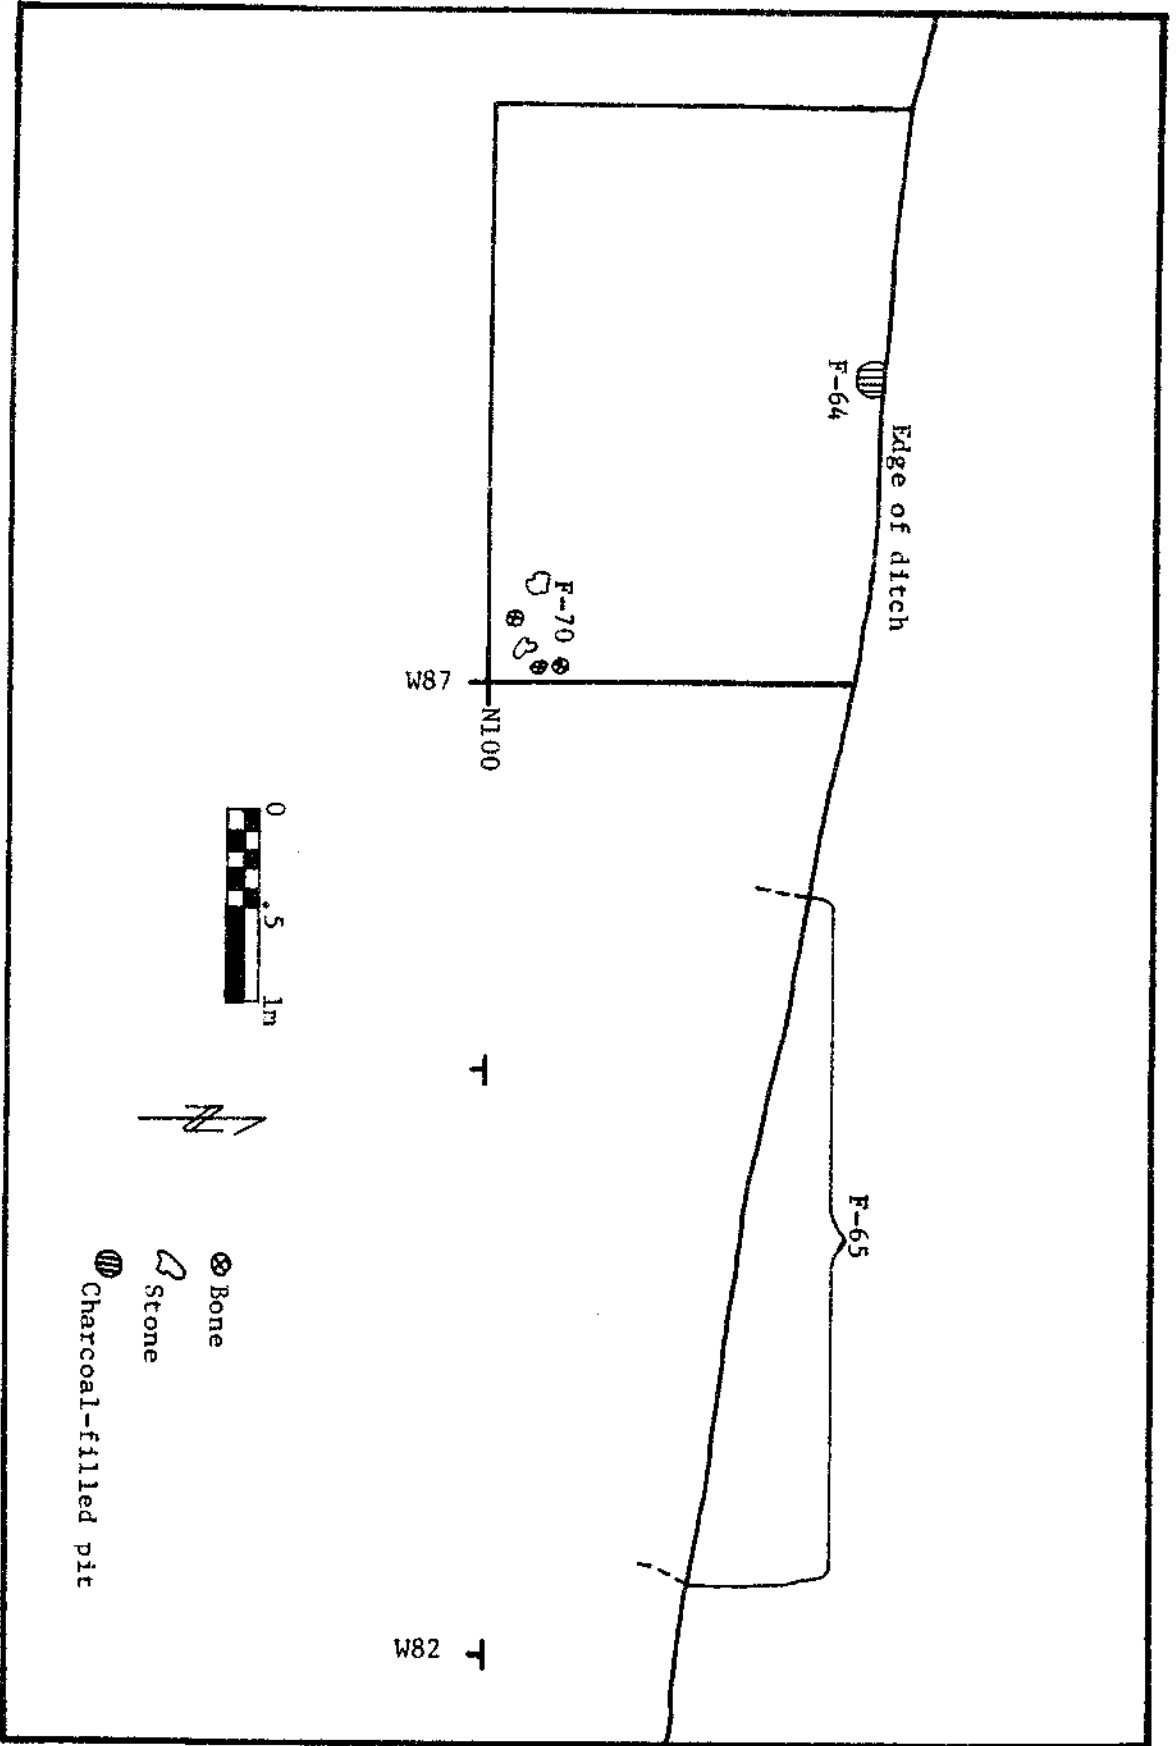 Edge of ditch
F-64
F-70
F-65
W87
N100
W82
0 .5 1m
N
Bone
Stone
Charcoal-filled pit